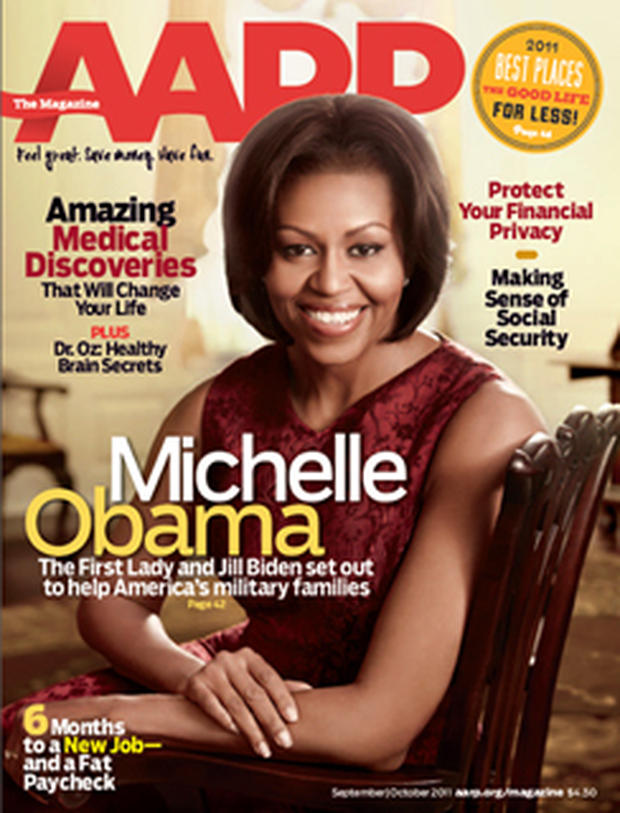 AARP
The Magazine
Feel great. Save money. Have fun.
2011
BEST PLACES
THE GOOD LIFE
FOR LESS!
Page 46
Amazing
Medical
Discoveries
That Will Change
Your Life
PLUS
Dr. Oz: Healthy
Brain Secrets
Protect
Your Financial
Privacy
Making
Sense of
Social
Security
Michelle
Obama
The First Lady and Jill Biden set out
to help America's military families
Page 42
6 Months
to a New Job—
and a Fat
Paycheck
September|October 2011 aarp.org/magazine $4.50